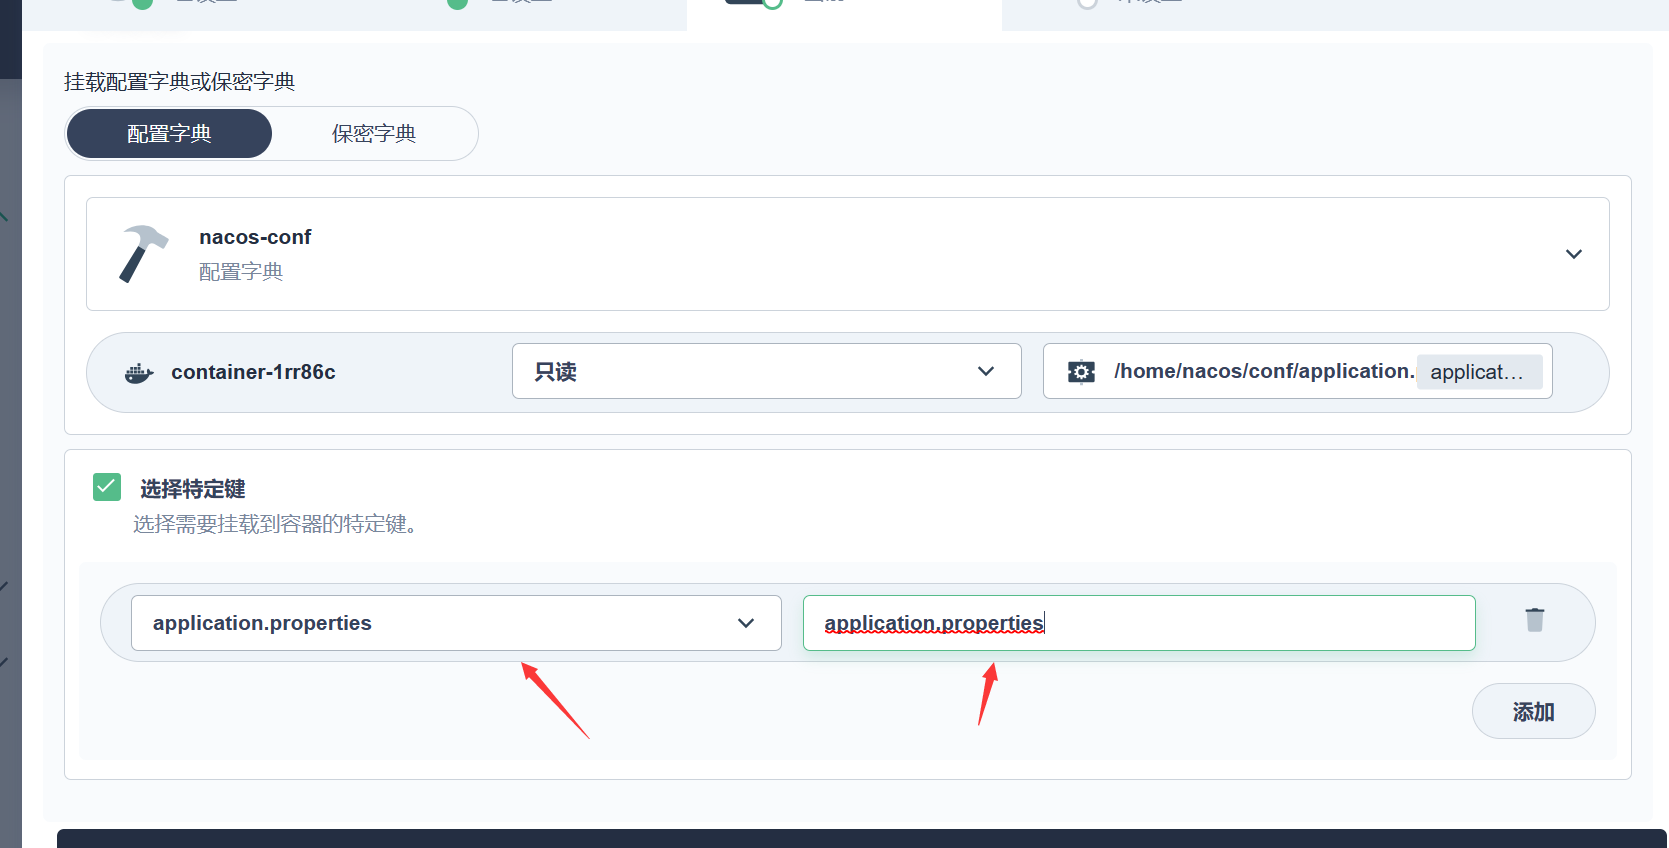 挂载配置字典或保密字典
配置字典 保密字典
nacos-conf
配置字典
container-1rr86c 只读 /home/nacos/conf/application. applicat...
选择特定键
选择需要挂载到容器的特定键。
application.properties application.properties
添加